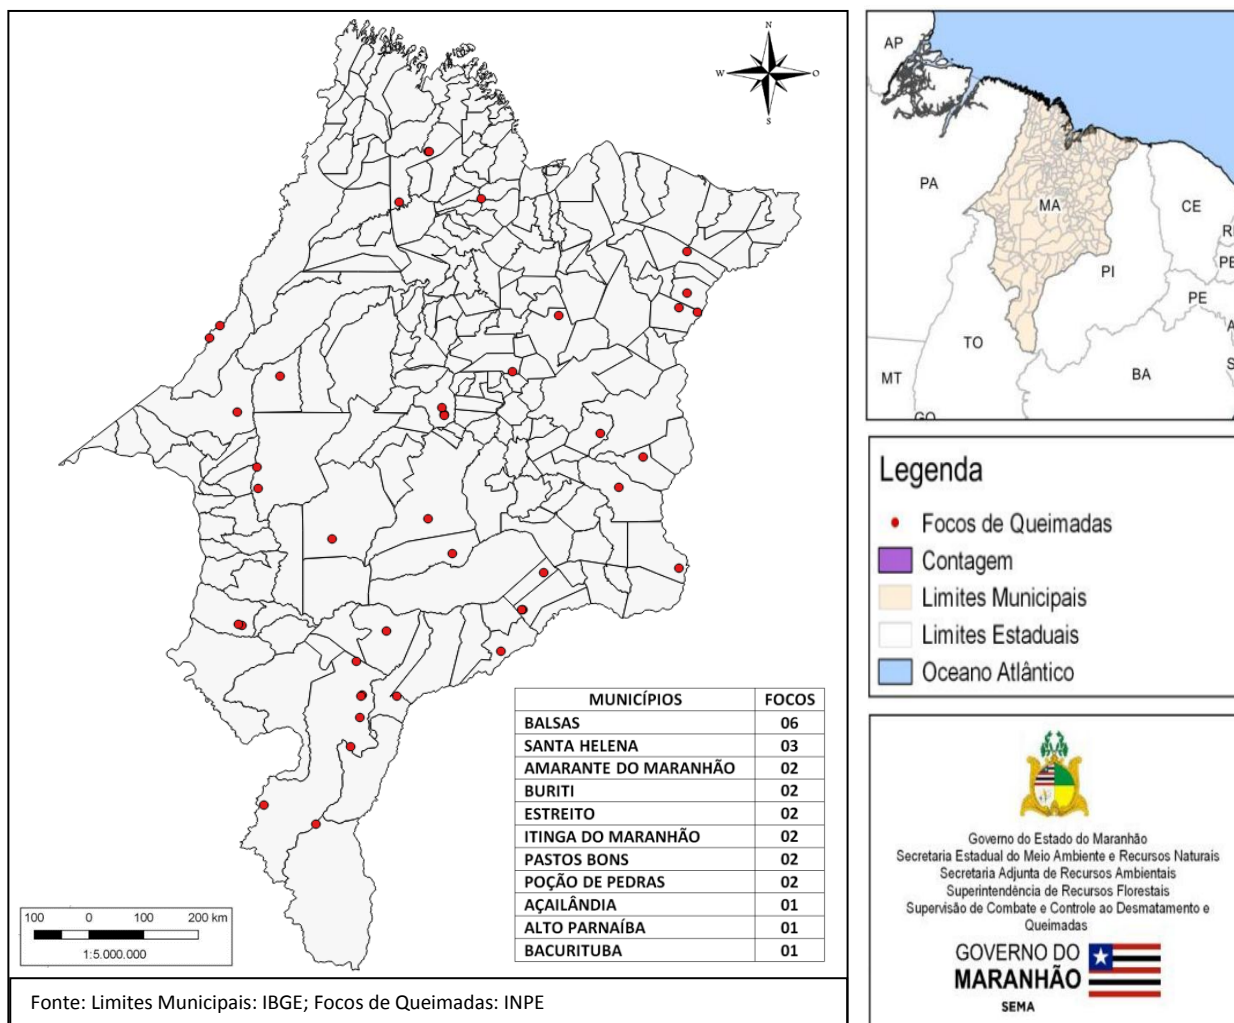 N
W
O
S
MUNICÍPIOS FOCOS
BALSAS 06
SANTA HELENA 03
AMARANTE DO MARANHÃO 02
BURITI 02
ESTREITO 02
ITINGA DO MARANHÃO 02
PASTOS BONS 02
POÇÃO DE PEDRAS 02
AÇAILÂNDIA 01
ALTO PARNAÍBA 01
BACURITUBA 01
100 0 100 200 km
1:5.000.000
Fonte: Limites Municipais: IBGE; Focos de Queimadas: INPE
AP
PA
MA
CE
PI
PE
TO
BA
MT
Legenda
Focos de Queimadas
Contagem
Limites Municipais
Limites Estaduais
Oceano Atlântico
Governo do Estado do Maranhão
Secretaria Estadual do Meio Ambiente e Recursos Naturais
Secretaria Adjunta de Recursos Ambientais
Superintendência de Recursos Florestais
Supervisão de Combate e Controle ao Desmatamento e
Queimadas
GOVERNO DO
MARANHÃO
SEMA